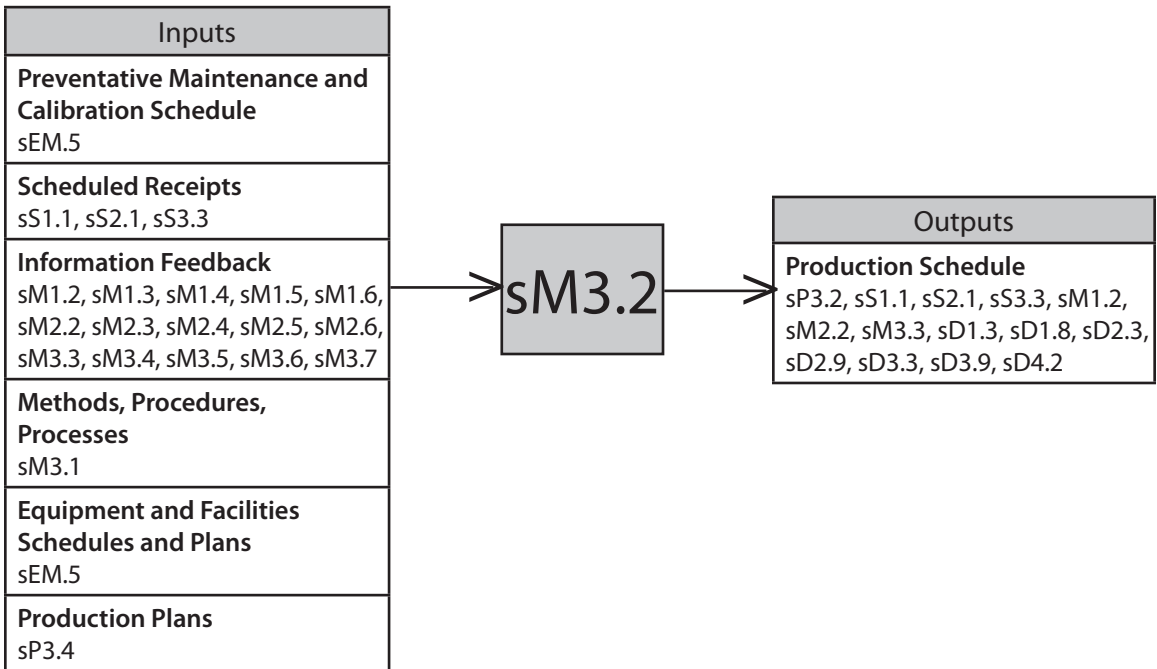 Inputs
Preventative Maintenance and
Calibration Schedule
sEM.5
Scheduled Receipts
sS1.1, sS2.1, sS3.3
Information Feedback
sM1.2, sM1.3, sM1.4, sM1.5, sM1.6,
sM2.2, sM2.3, sM2.4, sM2.5, sM2.6,
sM3.3, sM3.4, sM3.5, sM3.6, sM3.7
Methods, Procedures,
Processes
sM3.1
Equipment and Facilities
Schedules and Plans
sEM.5
Production Plans
sP3.4
sM3.2
Outputs
Production Schedule
sP3.2, sS1.1, sS2.1, sS3.3, sM1.2,
sM2.2, sM3.3, sD1.3, sD1.8, sD2.3,
sD2.9, sD3.3, sD3.9, sD4.2